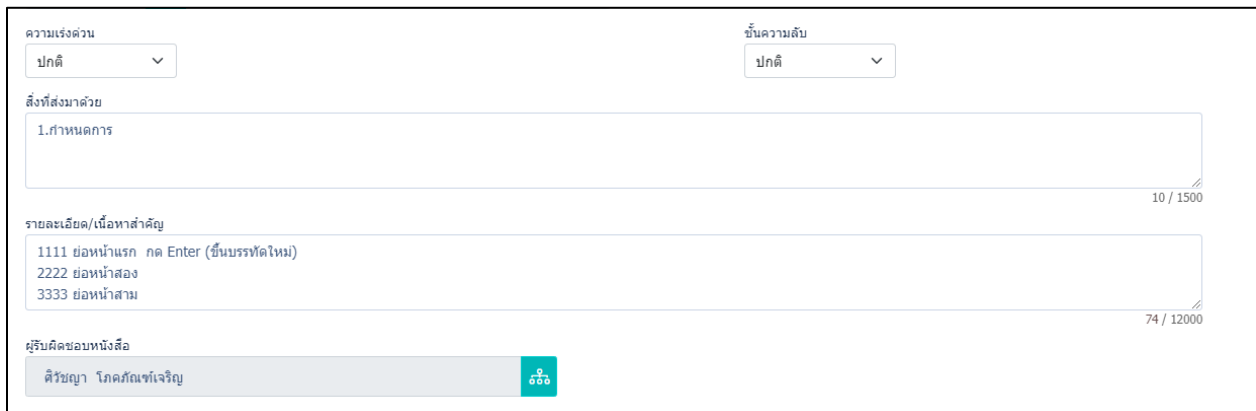 ความเร่งด่วน
ชั้นความลับ
ปกติ
ปกติ
สิ่งที่ส่งมาด้วย
1.กำหนดการ
10 / 1500
รายละเอียด/เนื้อหาสำคัญ
1111 ย่อหน้าแรก กด Enter (ขึ้นบรรทัดใหม่)
2222 ย่อหน้าสอง
3333 ย่อหน้าสาม
74 / 12000
ผู้รับผิดชอบหนังสือ
ศิวัชญา โภคภัณฑ์เจริญ